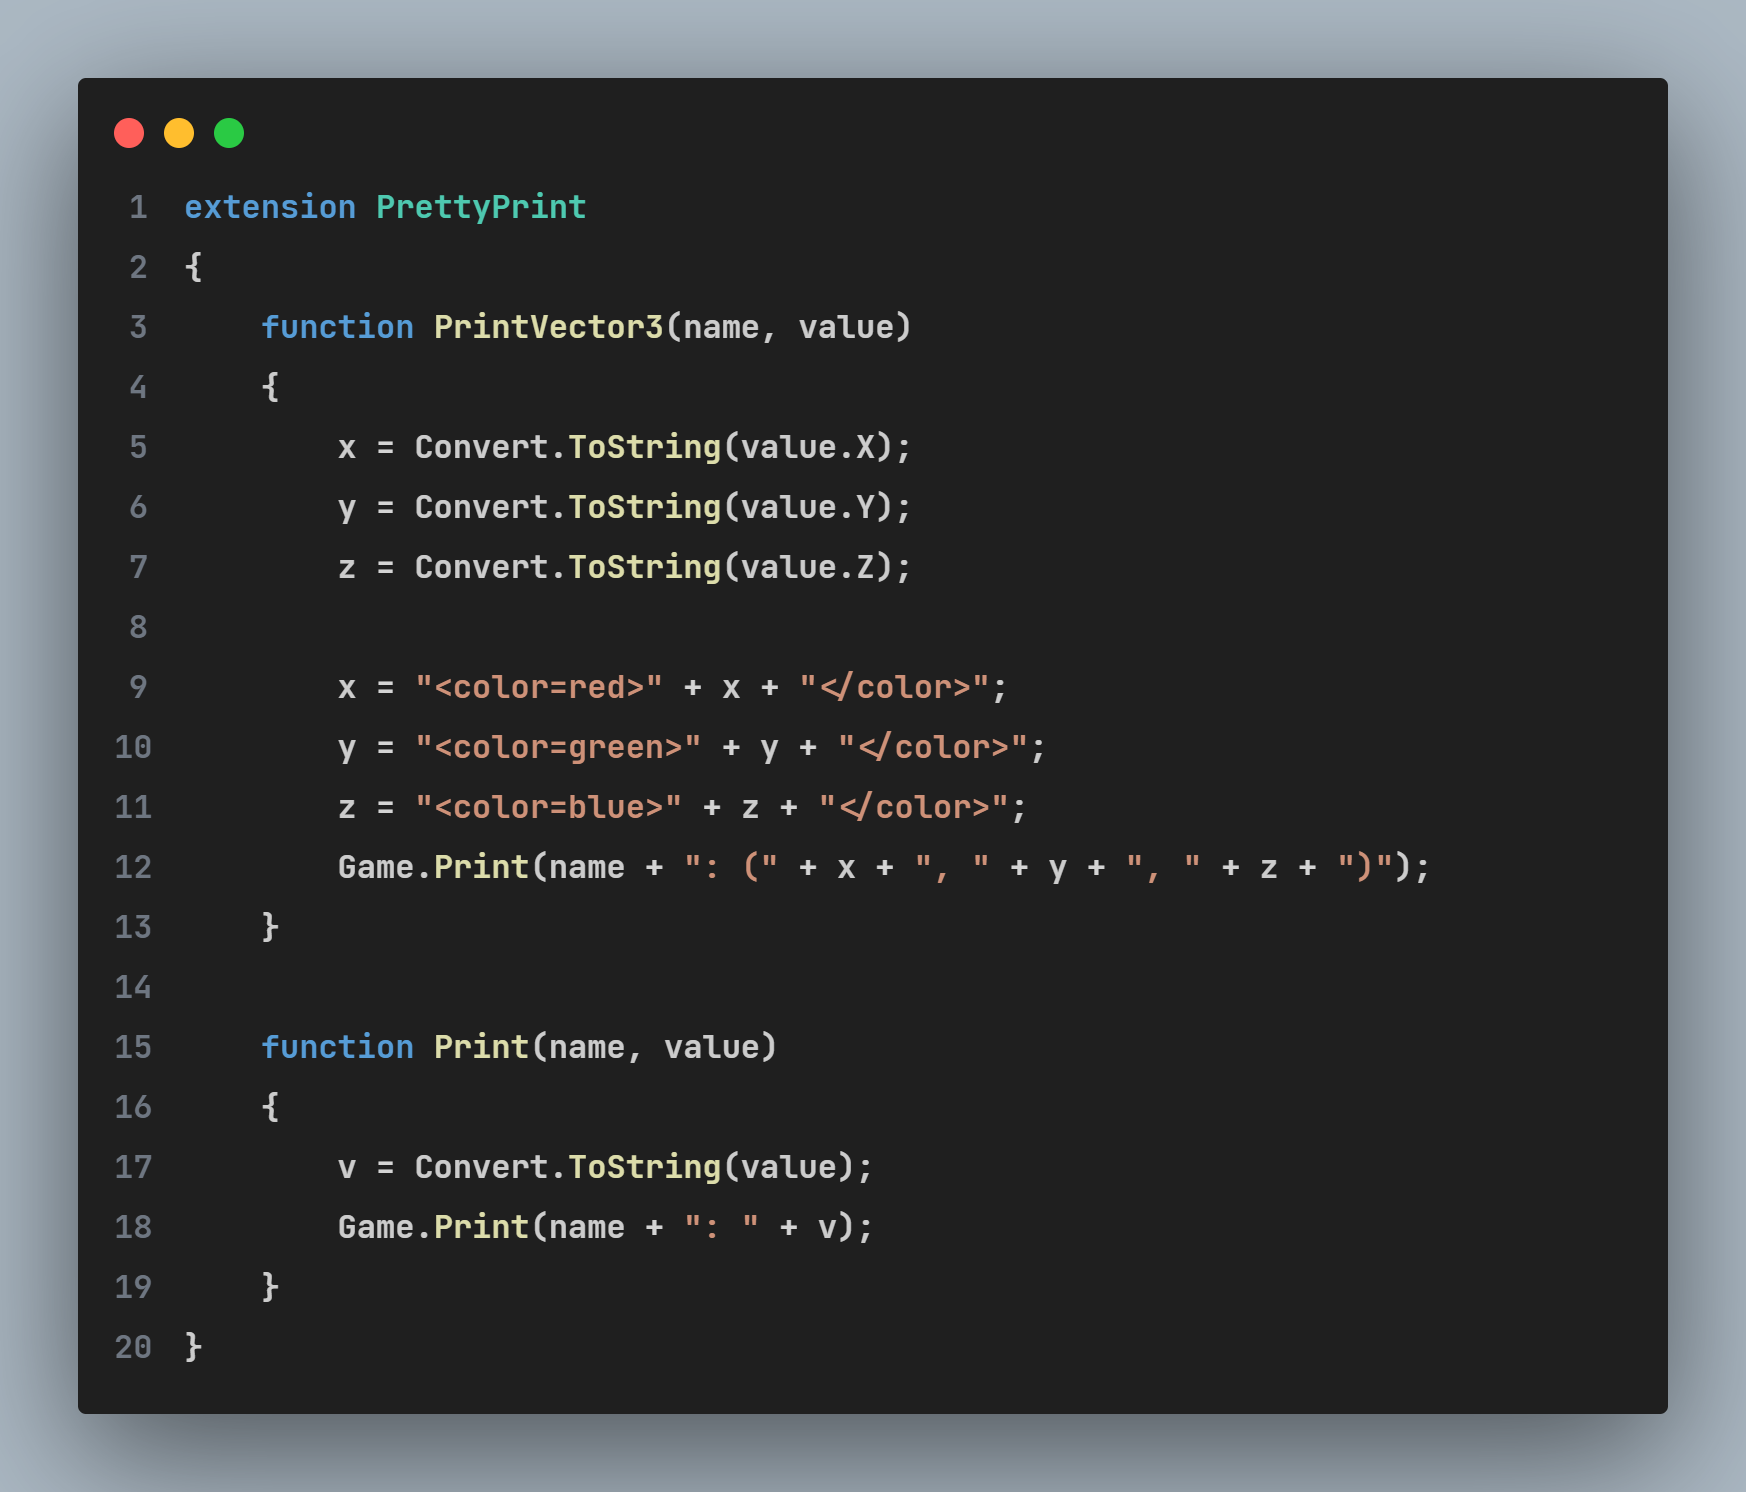 1 extension PrettyPrint
2 {
3     function PrintVector3(name, value)
4     {
5         x = Convert.ToString(value.X);
6         y = Convert.ToString(value.Y);
7         z = Convert.ToString(value.Z);
8
9         x = "<color=red>" + x + "</color>";
10         y = "<color=green>" + y + "</color>";
11         z = "<color=blue>" + z + "</color>";
12         Game.Print(name + ": (" + x + ", " + y + ", " + z + ")");
13     }
14
15     function Print(name, value)
16     {
17         v = Convert.ToString(value);
18         Game.Print(name + ": " + v);
19     }
20 }